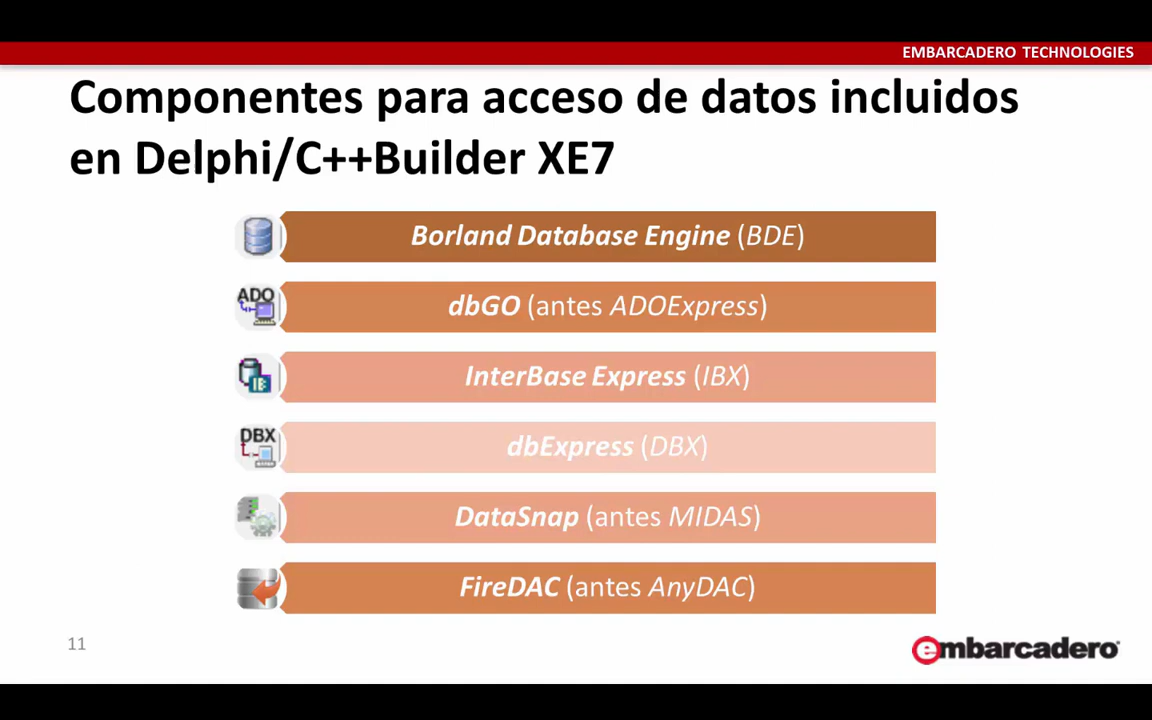 EMBARCADERO TECHNOLOGIES
Componentes para acceso de datos incluidos
en Delphi/C++Builder XE7
Borland Database Engine (BDE)
ADO
dbGO (antes ADOExpress)
IB
InterBase Express (IBX)
DBX
dbExpress (DBX)
DataSnap (antes MIDAS)
FireDAC (antes AnyDAC)
11
embarcadero